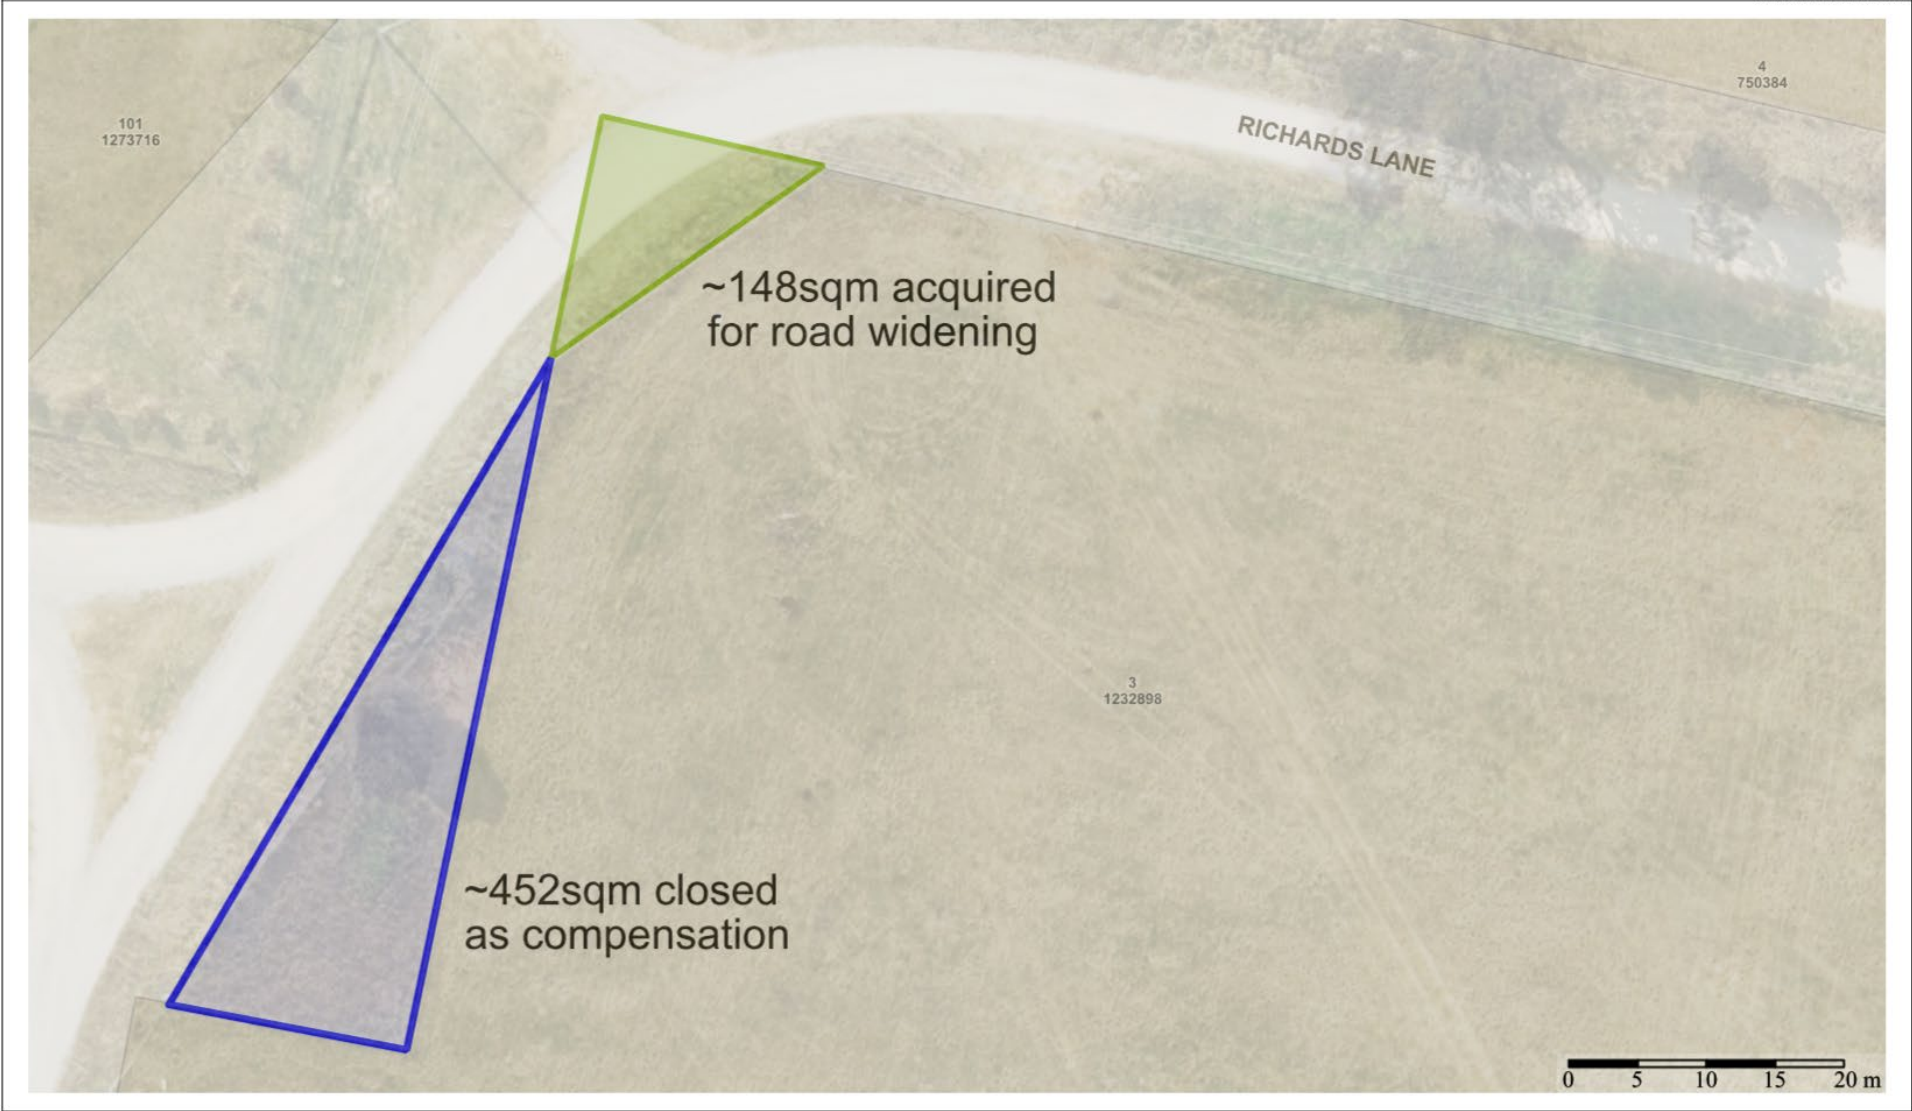 4
750384
101
1273716
RICHARDS LANE
~148sqm acquired
for road widening
3
1232898
~452sqm closed
as compensation
0 5 10 15 20 m